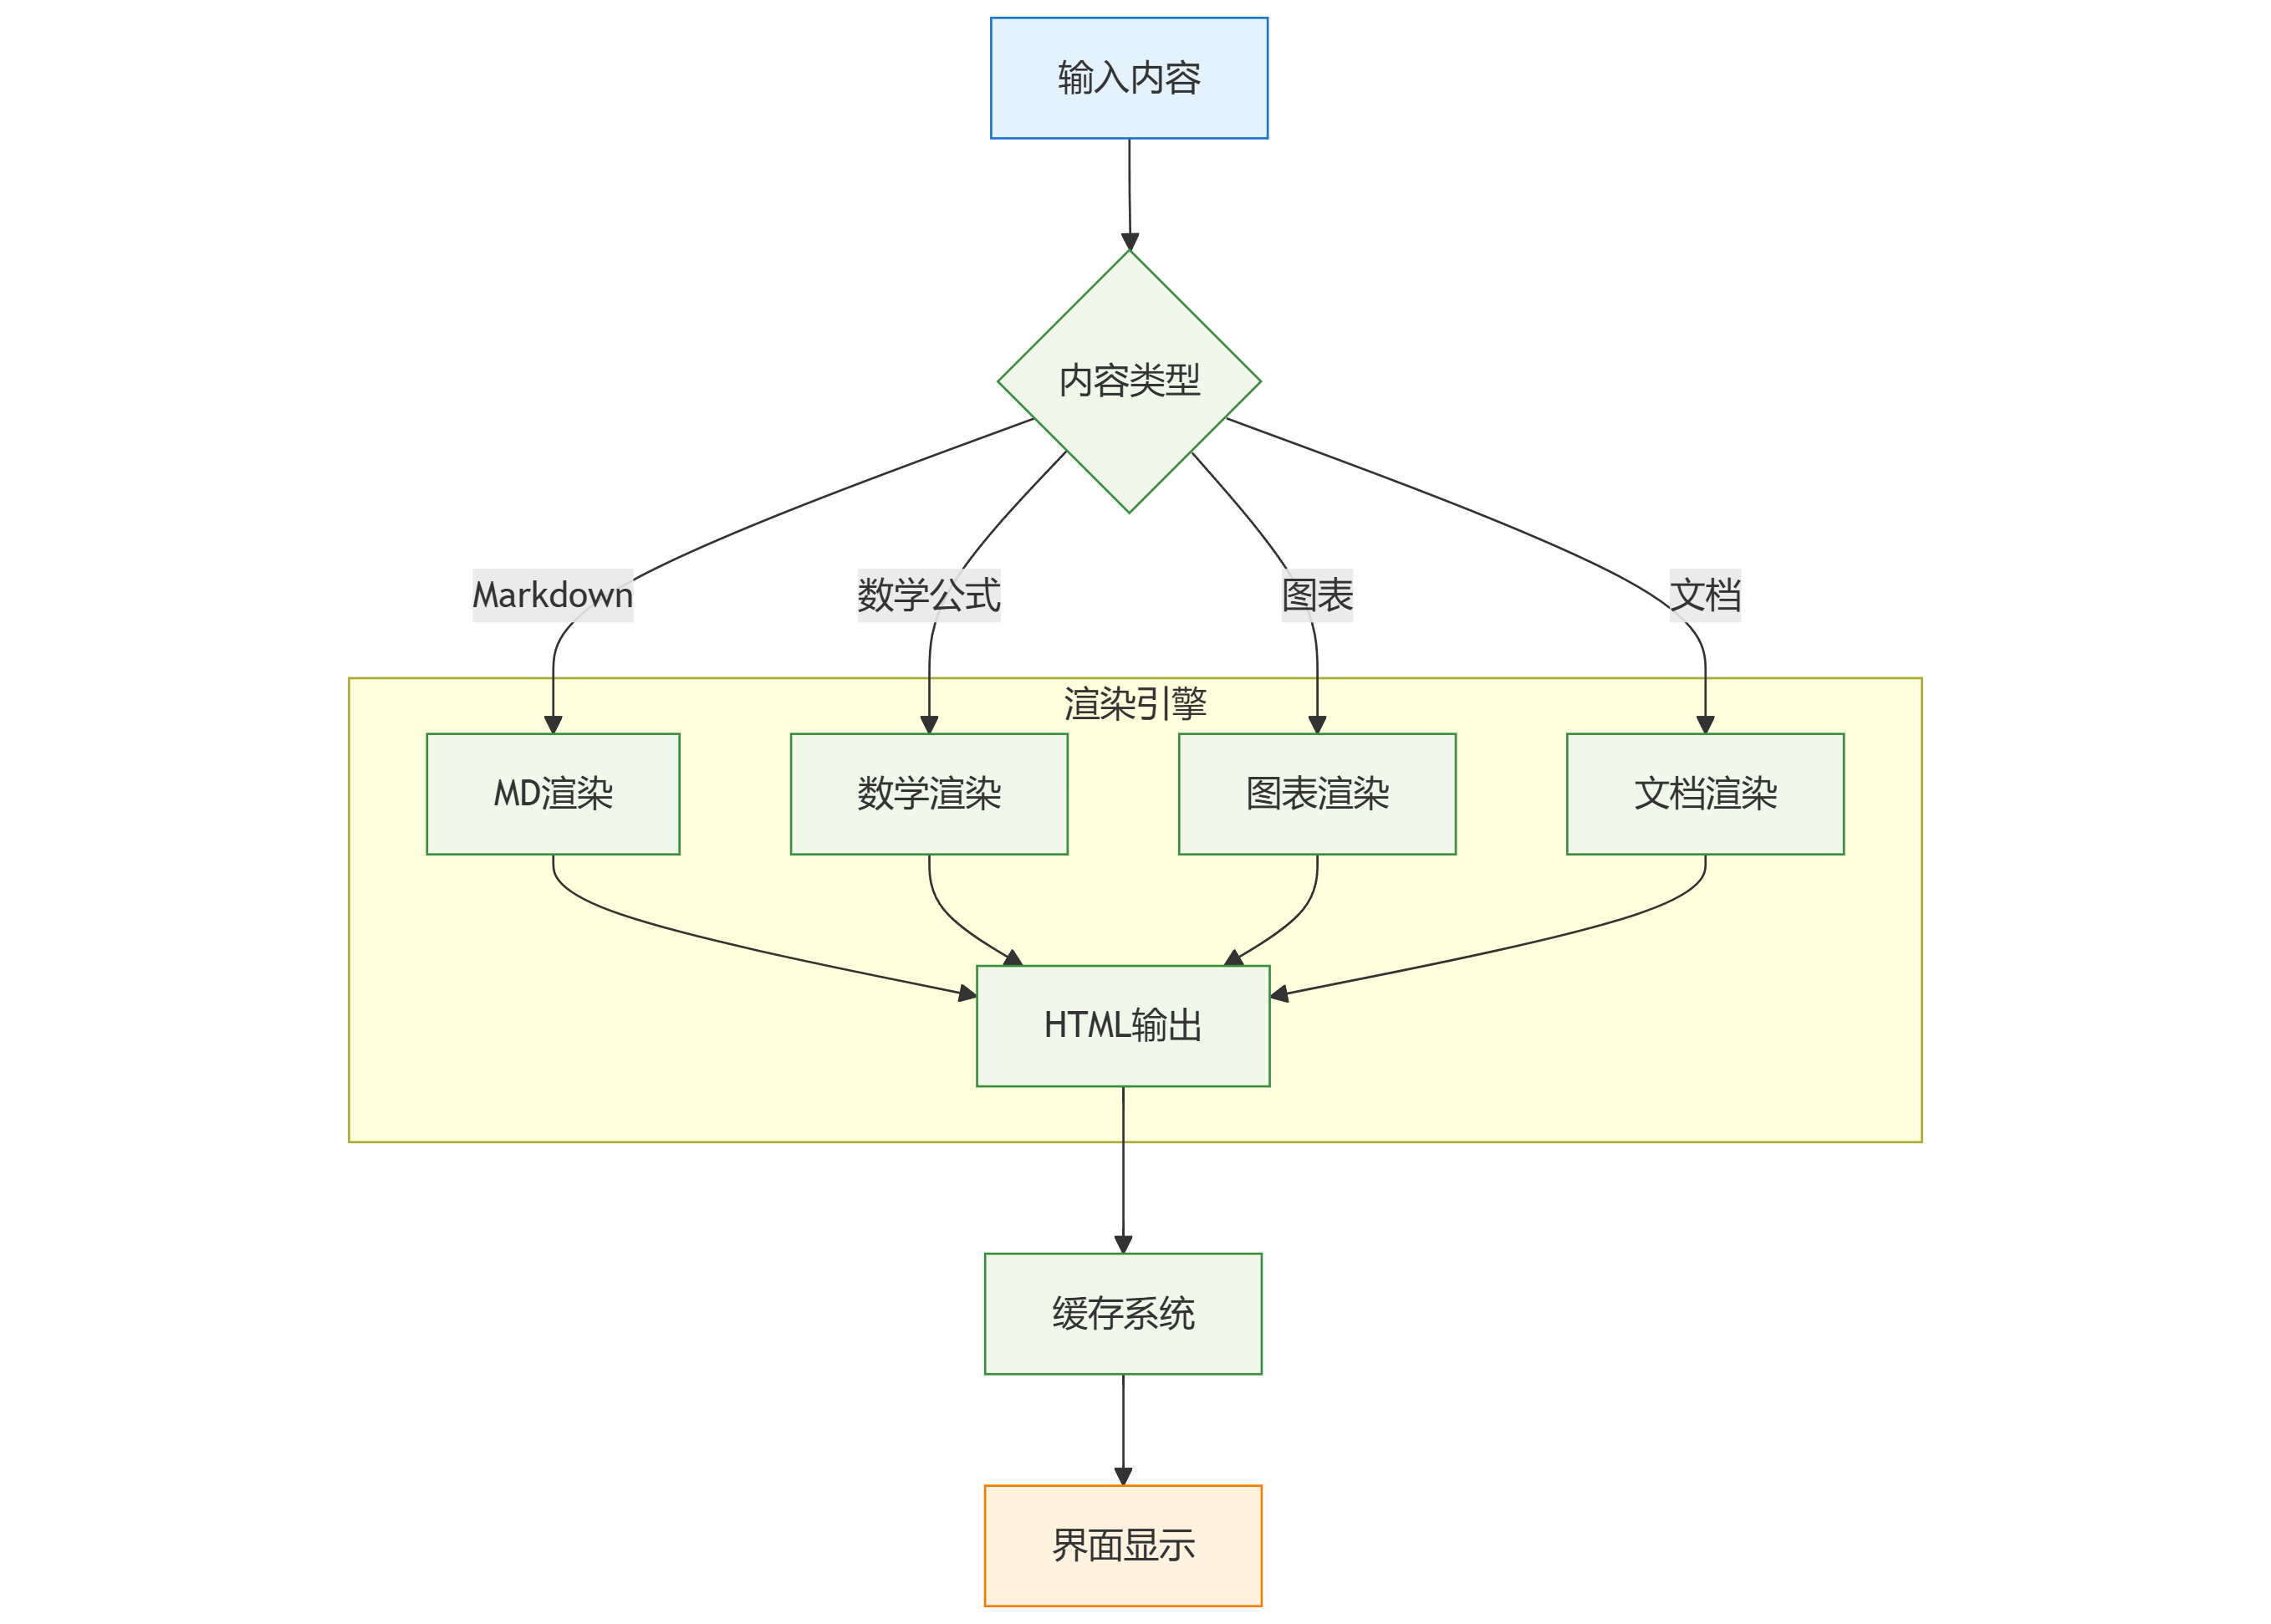 输入内容
内容类型
Markdown
数学公式
图表
文档
渲染引擎
MD渲染
数学渲染
图表渲染
文档渲染
HTML输出
缓存系统
界面显示